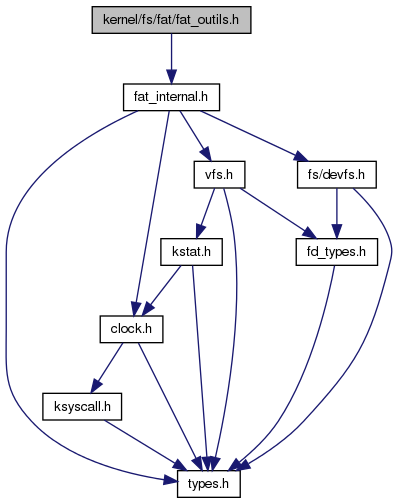 kernel/fs/fat/fat_outils.h
fat_internal.h
vfs.h
fs/devfs.h
kstat.h
fd_types.h
clock.h
ksyscall.h
types.h